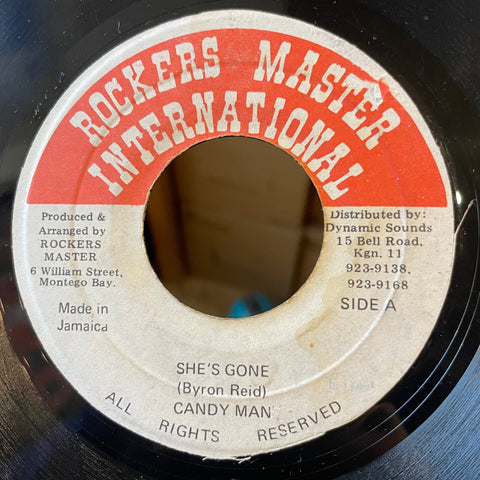 ROCKERS MASTER
INTERNATIONAL
Produced &
Arranged by
ROCKERS
MASTER
6 William Street,
Montego Bay.
Made in
Jamaica
Distributed by:
Dynamic Sounds
15 Bell Road,
Kgn. 11
923-9138,
923-9168
SIDE A
SHE'S GONE
(Byron Reid)
CANDY MAN
ALL RIGHTS RESERVED